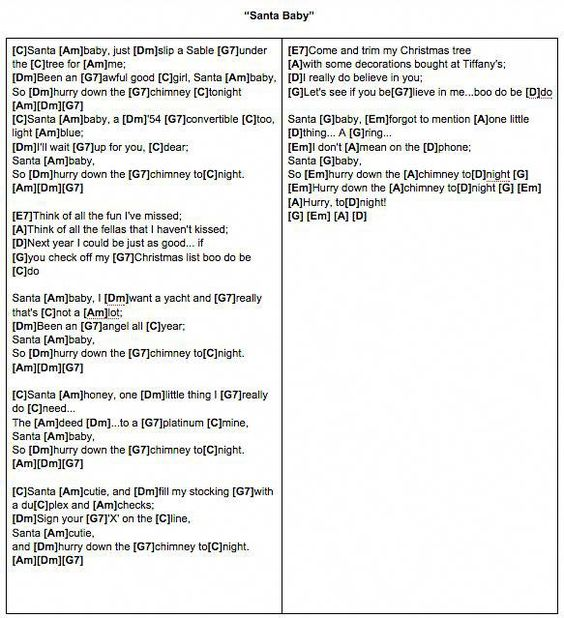 “Santa Baby”
[C]Santa [Am]baby, just [Dm]slip a Sable [G7]under
the [C]tree for [Am]me;
[Dm]Been an [G7]awful good [C]girl, Santa [Am]baby,
So [Dm]hurry down the [G7]chimney [C]tonight
[Am][Dm][G7]
[C]Santa [Am]baby, a [Dm]'54 [G7]convertible [C]too,
light [Am]blue;
[Dm]I'll wait [G7]up for you, [C]dear;
Santa [Am]baby,
So [Dm]hurry down the [G7]chimney to[C]night.
[Am][Dm][G7]
[E7]Think of all the fun I've missed;
[A]Think of all the fellas that I haven't kissed;
[D]Next year I could be just as good... if
[G]you check off my [G7]Christmas list boo do be
[C]do
Santa [Am]baby, I [Dm]want a yacht and [G7]really
that's [C]not a [Am]lot;
[Dm]Been an [G7]angel all [C]year;
Santa [Am]baby,
So [Dm]hurry down the [G7]chimney to[C]night.
[Am][Dm][G7]
[C]Santa [Am]honey, one [Dm]little thing I [G7]really
do [C]need...
The [Am]deed [Dm]...to a [G7]platinum [C]mine,
Santa [Am]baby,
So [Dm]hurry down the [G7]chimney to[C]night.
[Am][Dm][G7]
[C]Santa [Am]cutie, and [Dm]fill my stocking [G7]with
a du[C]plex and [Am]checks;
[Dm]Sign your [G7]'X' on the [C]line,
Santa [Am]cutie,
and [Dm]hurry down the [G7]chimney to[C]night.
[Am][Dm][G7]
[E7]Come and trim my Christmas tree
[A]with some decorations bought at Tiffany's;
[D]I really do believe in you;
[G]Let's see if you be[G7]lieve in me...boo do be [D]do
Santa [G]baby, [Em]forgot to mention [A]one little
[D]thing... A [G]ring...
[Em]I don't [A]mean on the [D]phone;
Santa [G]baby,
So [Em]hurry down the [A]chimney to[D]night [G]
[Em]Hurry down the [A]chimney to[D]night [G] [Em]
[A]Hurry, to[D]night!
[G] [Em] [A] [D]